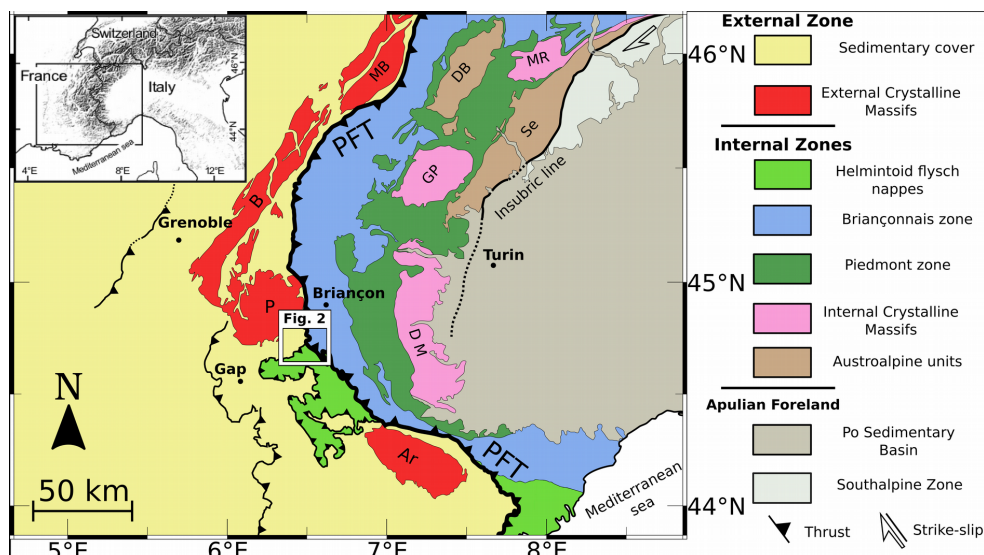 Switzerland
France
Italy
Mediterranean sea
46°N
44°N
4°E
8°E
12°E
MB
PFT
DB
MR
Se
GP
Insubric line
B
Grenoble
Turin
Briançon
P
Fig. 2
D M
Gap
N
Ar
PFT
50 km
Mediterranean
sea
46°N
45°N
44°N
5°E
6°E
7°E
8°E
External Zone
Sedimentary cover
External Crystalline
Massifs
Internal Zones
Helmintoid flysch
nappes
Briançonnais zone
Piedmont zone
Internal Crystalline
Massifs
Austroalpine units
Apulian Foreland
Po Sedimentary
Basin
Southalpine Zone
Thrust
Strike-slip